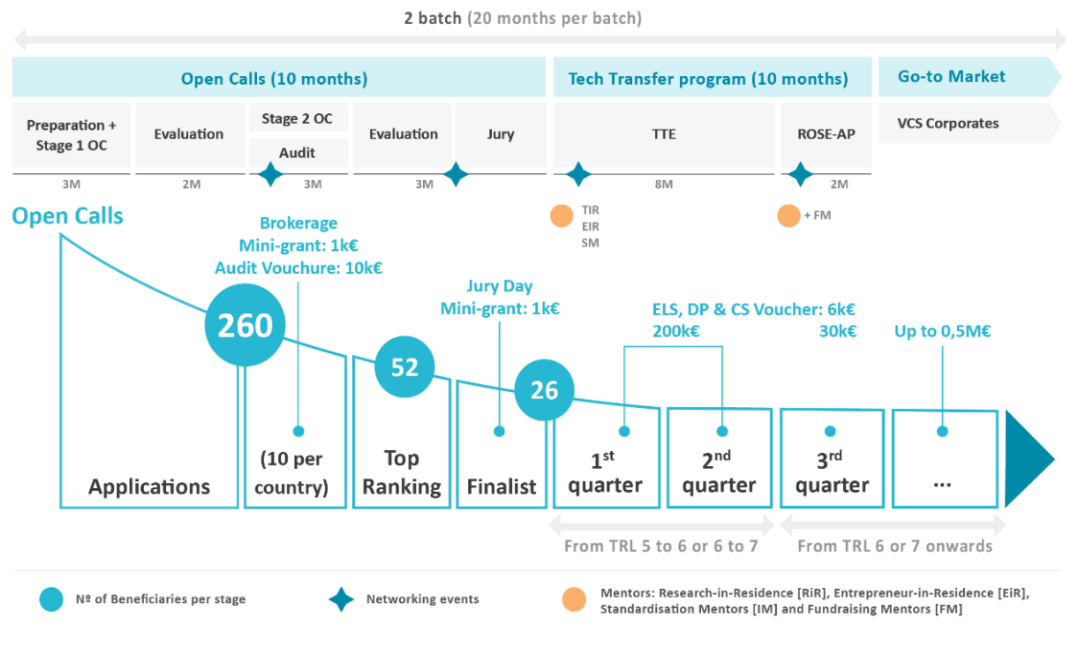 2 batch (20 months per batch)
Open Calls (10 months)
Tech Transfer program (10 months)
Go-to Market
Preparation +
Stage 1 OC
Evaluation
Stage 2 OC
Audit
Evaluation
Jury
TTE
ROSE-AP
VCS Corporates
3M
2M
3M
3M
8M
2M
TIR
EIR
SM
+ FM
Open Calls
Brokerage
Mini-grant: 1k€
Audit Vouchure: 10k€
Jury Day
Mini-grant: 1k€
ELS, DP & CS Voucher: 6k€
200k€
30k€
Up to 0,5M€
260
52
26
Applications
(10 per
country)
Top
Ranking
Finalist
1st
quarter
2nd
quarter
3rd
quarter
...
From TRL 5 to 6 or 6 to 7
From TRL 6 or 7 onwards
Nº of Beneficiaries per stage
Networking events
Mentors: Research-in-Residence [RiR], Entrepreneur-in-Residence [EiR],
Standardisation Mentors [IM] and Fundraising Mentors [FM]